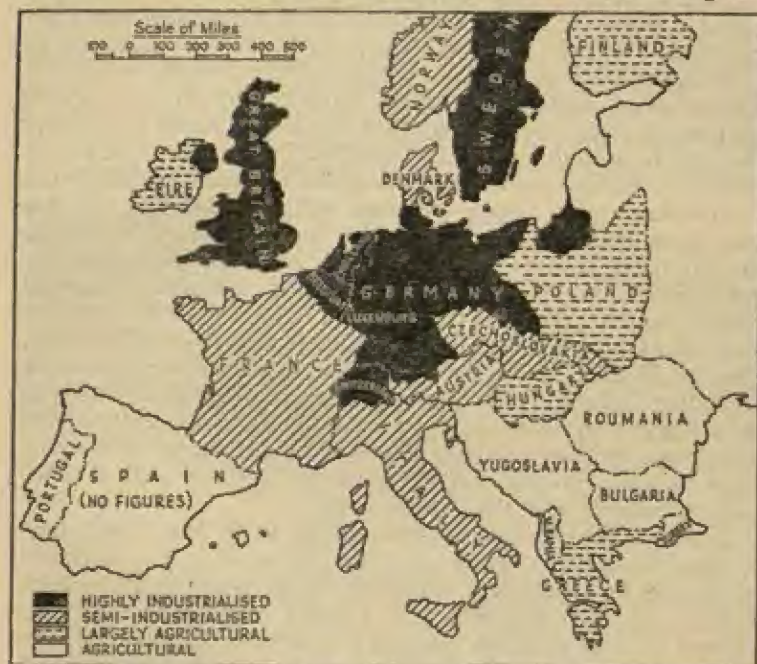 Scale of Miles
100 0 100 200 300 400 500
NORWAY
SWEDEN
FINLAND
GREAT BRITAIN
EIRE
DENMARK
GERMANY
POLAND
LUXEMBURG
CZECHOSLOVAKIA
FRANCE
AUSTRIA
HUNGARY
ROUMANIA
PORTUGAL
SPAIN
(NO FIGURES)
ITALY
YUGOSLAVIA
BULGARIA
ALBANIA
GREECE
HIGHLY INDUSTRIALISED
SEMI-INDUSTRIALISED
LARGELY AGRICULTURAL
AGRICULTURAL